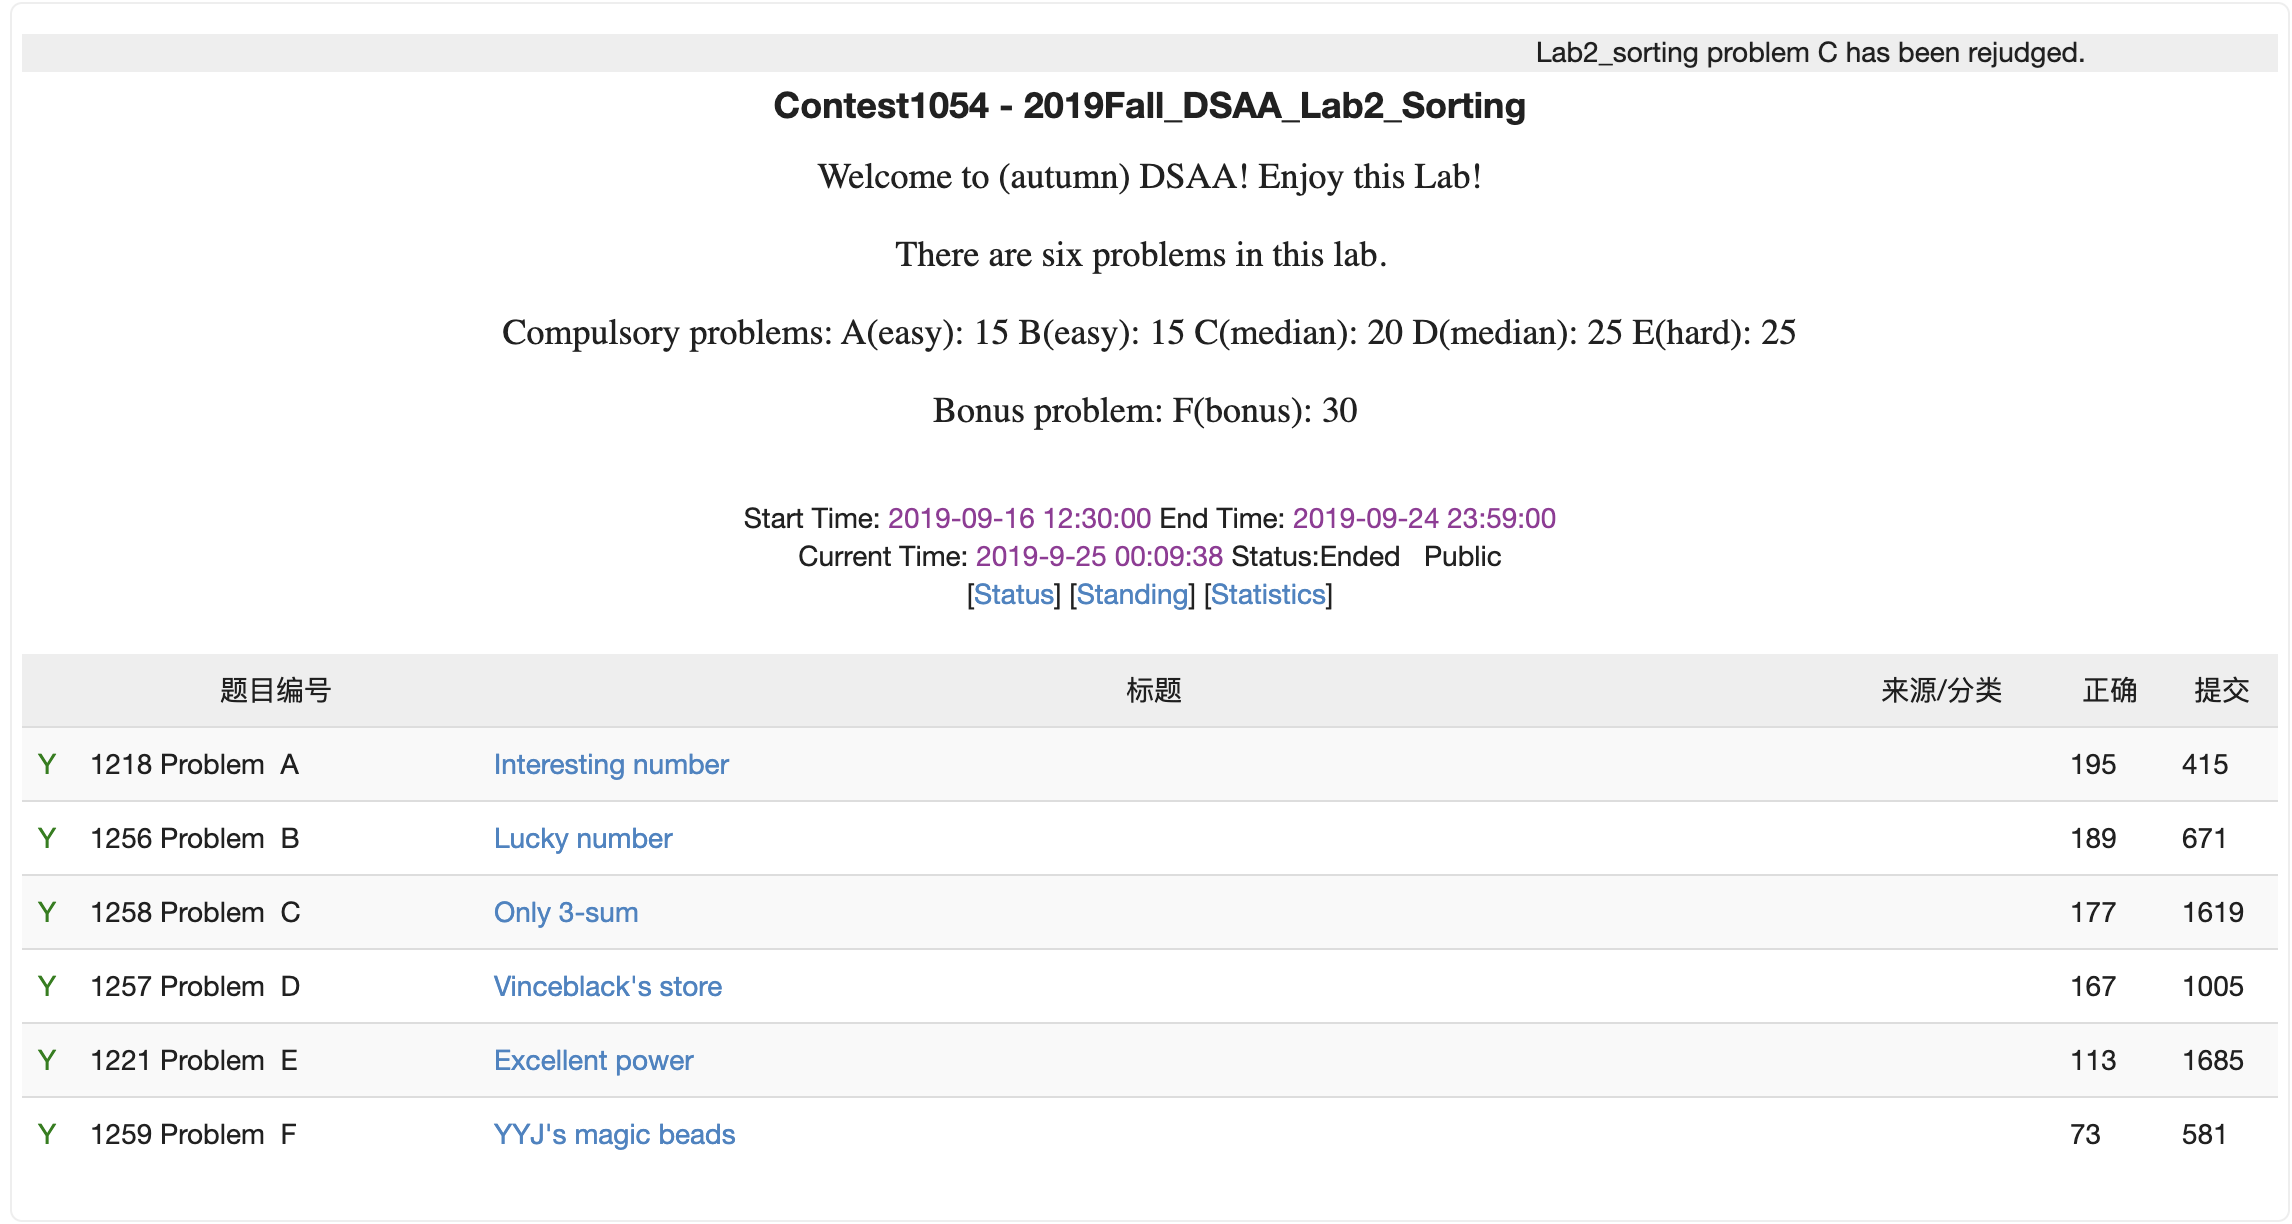 Lab2_sorting problem C has been rejudged.
Contest1054 - 2019Fall_DSAA_Lab2_Sorting
Welcome to (autumn) DSAA! Enjoy this Lab!
There are six problems in this lab.
Compulsory problems: A(easy): 15 B(easy): 15 C(median): 20 D(median): 25 E(hard): 25
Bonus problem: F(bonus): 30
Start Time: 2019-09-16 12:30:00 End Time: 2019-09-24 23:59:00
Current Time: 2019-9-25 00:09:38 Status:Ended Public
[Status] [Standing] [Statistics]
题目编号 标题 来源/分类 正确 提交
Y 1218 Problem A Interesting number 195 415
Y 1256 Problem B Lucky number 189 671
Y 1258 Problem C Only 3-sum 177 1619
Y 1257 Problem D Vinceblack's store 167 1005
Y 1221 Problem E Excellent power 113 1685
Y 1259 Problem F YYJ's magic beads 73 581